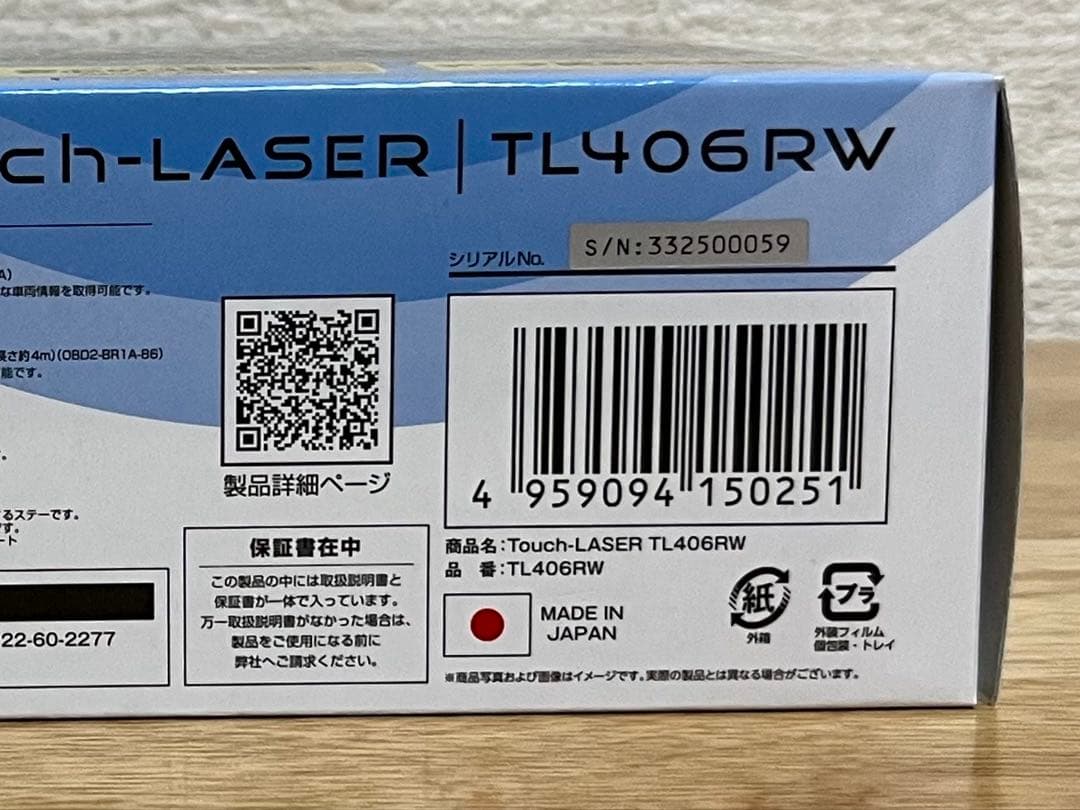 ch-LASER | TL406RW
シリアルNo.
S/N:332500059
A)
な車両情報を取得可能です。
長さ約4m)(OBD2-BR1A-86)
能です。
製品詳細ページ
るステーです。
す。
ート
22-60-2277
保証書在中
この製品の中には取扱説明書と
保証書が一体で入っています。
万一取扱説明書がなかった場合は、
製品をご使用になる前に
弊社へご請求ください。
4 959094 150251
商品名:Touch-LASER TL406RW
品 番:TL406RW
MADE IN
JAPAN
紙
外箱
プラ
外装フィルム
個包装・トレイ
※商品写真および画像はイメージです。実際の製品とは異なる場合がございます。